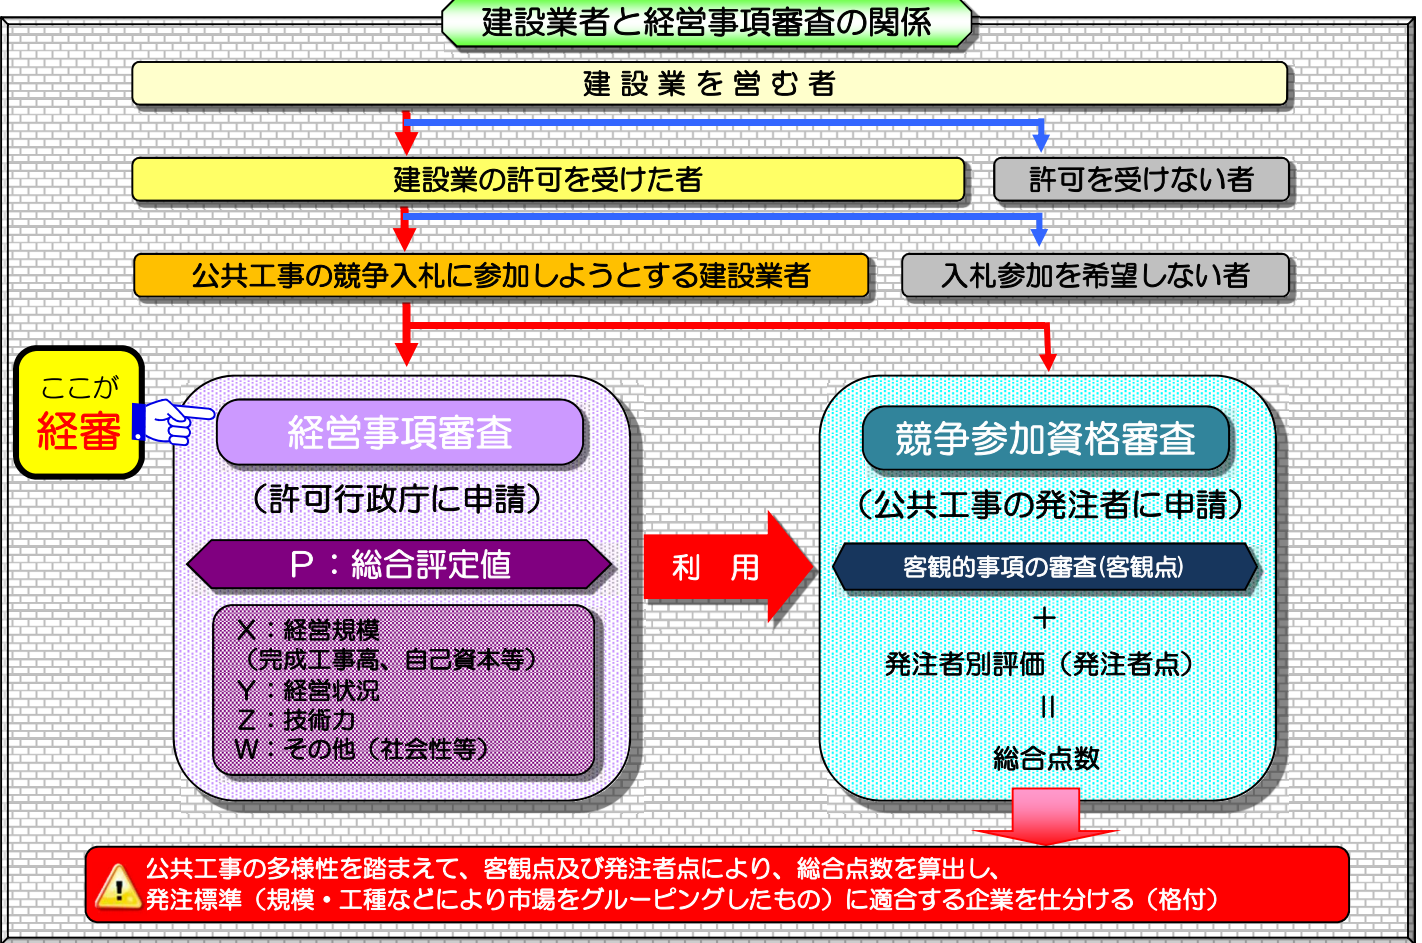 建設業者と経営事項審査の関係
建設業を営む者
建設業の許可を受けた者
許可を受けない者
公共工事の競争入札に参加しようとする建設業者
入札参加を希望しない者
ここが
経審
経営事項審査
（許可行政庁に申請）
P：総合評定値
X：経営規模
（完成工事高、自己資本等）
Y：経営状況
Z：技術力
W：その他（社会性等）
利　用
競争参加資格審査
（公共工事の発注者に申請）
客観的事項の審査(客観点)
＋
発注者別評価（発注者点）
＝
総合点数
公共工事の多様性を踏まえて、客観点及び発注者点により、総合点数を算出し、
発注標準（規模・工種などにより市場をグルーピングしたもの）に適合する企業を仕分ける（格付）